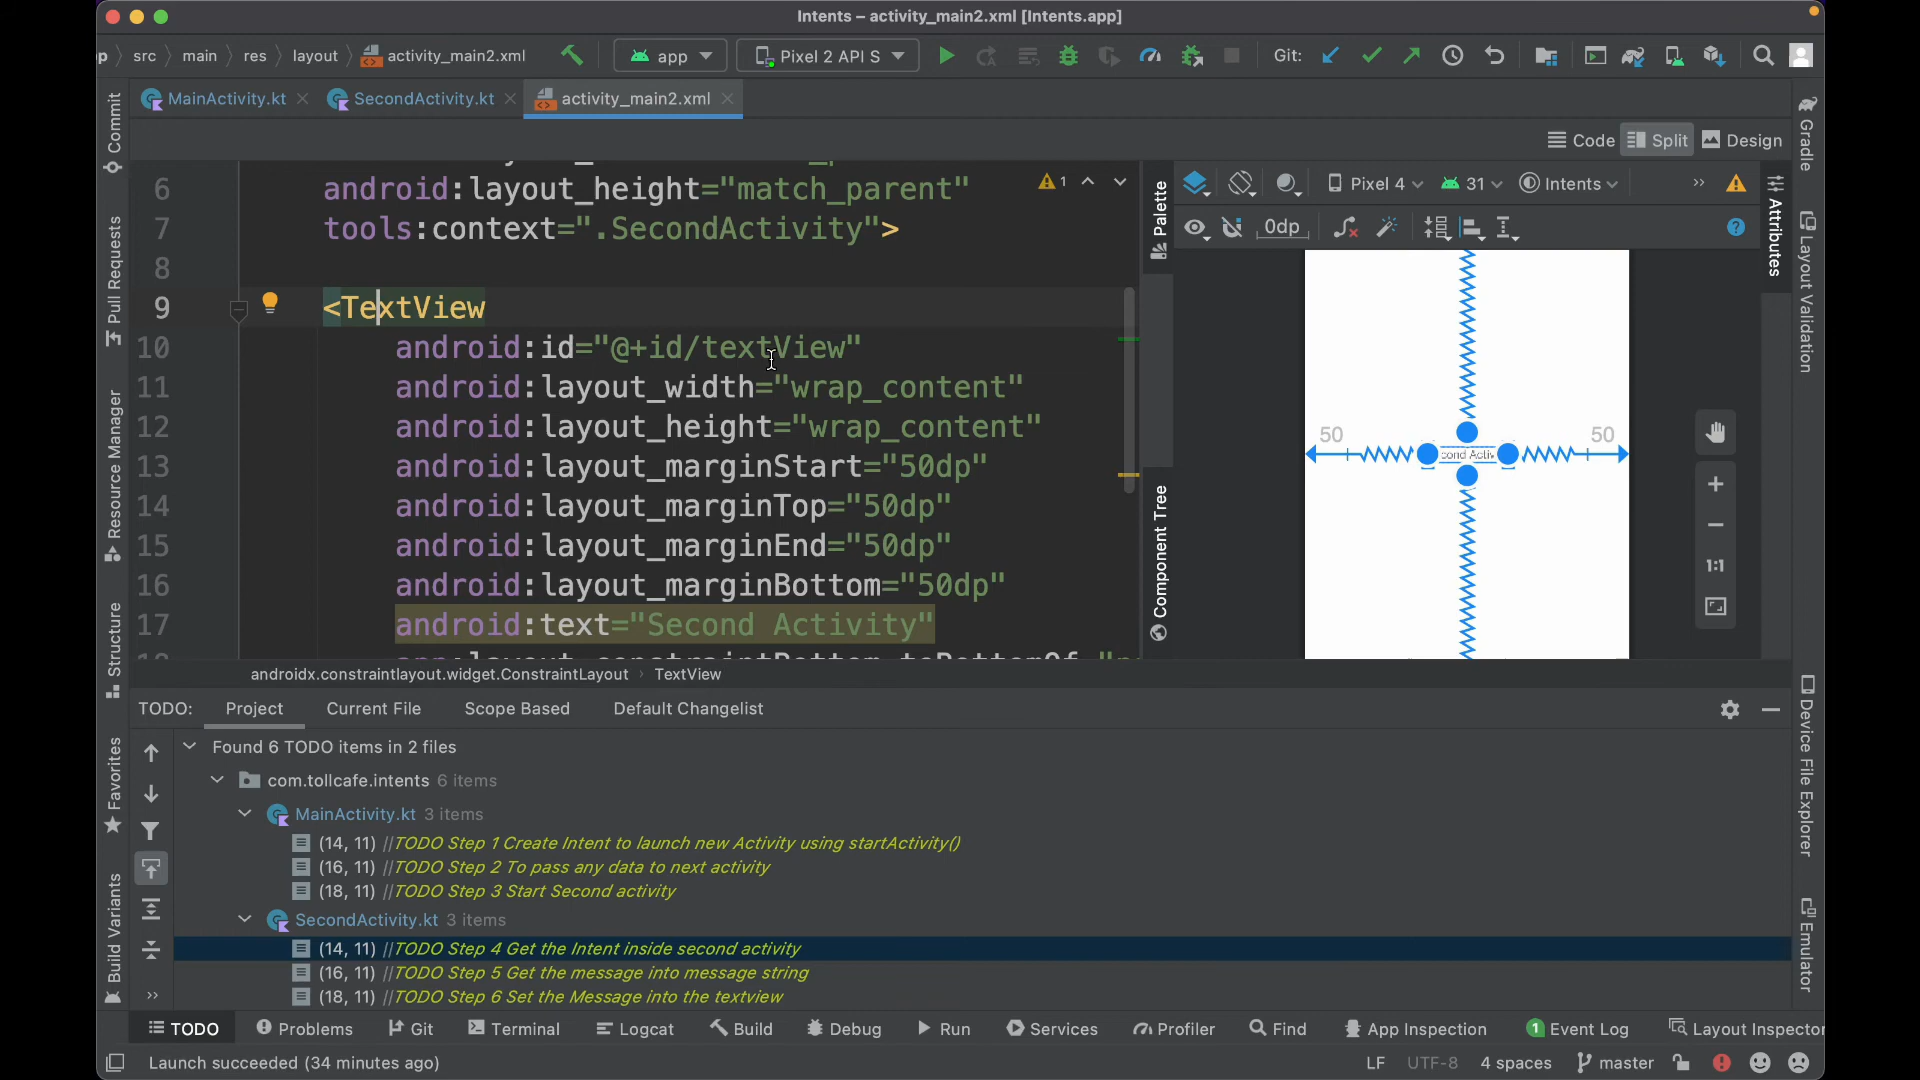 Intents – activity_main2.xml [Intents.app]
p src main res layout activity_main2.xml app Pixel 2 API S Git:
MainActivity.kt SecondActivity.kt activity_main2.xml
Code Split Design
6 android:layout_height="match_parent"
7 tools:context=".SecondActivity">
8
9 <TextView
10 android:id="@+id/textView"
11 android:layout_width="wrap_content"
12 android:layout_height="wrap_content"
13 android:layout_marginStart="50dp"
14 android:layout_marginTop="50dp"
15 android:layout_marginEnd="50dp"
16 android:layout_marginBottom="50dp"
17 android:text="Second Activity"
1
Pixel 4 31 Intents
0dp
50 50
cond Activ
1:1
Palette
Component Tree
Attributes
Gradle
Layout Validation
Device File Explorer
Emulator
Commit
Pull Requests
Resource Manager
Structure
Favorites
Build Variants
androidx.constraintlayout.widget.ConstraintLayout TextView
TODO: Project Current File Scope Based Default Changelist
Found 6 TODO items in 2 files
com.tollcafe.intents 6 items
MainActivity.kt 3 items
(14, 11) //TODO Step 1 Create Intent to launch new Activity using startActivity()
(16, 11) //TODO Step 2 To pass any data to next activity
(18, 11) //TODO Step 3 Start Second activity
SecondActivity.kt 3 items
(14, 11) //TODO Step 4 Get the Intent inside second activity
(16, 11) //TODO Step 5 Get the message into message string
(18, 11) //TODO Step 6 Set the Message into the textview
TODO Problems Git Terminal Logcat Build Debug Run Services Profiler Find App Inspection 1 Event Log Layout Inspector
Launch succeeded (34 minutes ago) LF UTF-8 4 spaces master